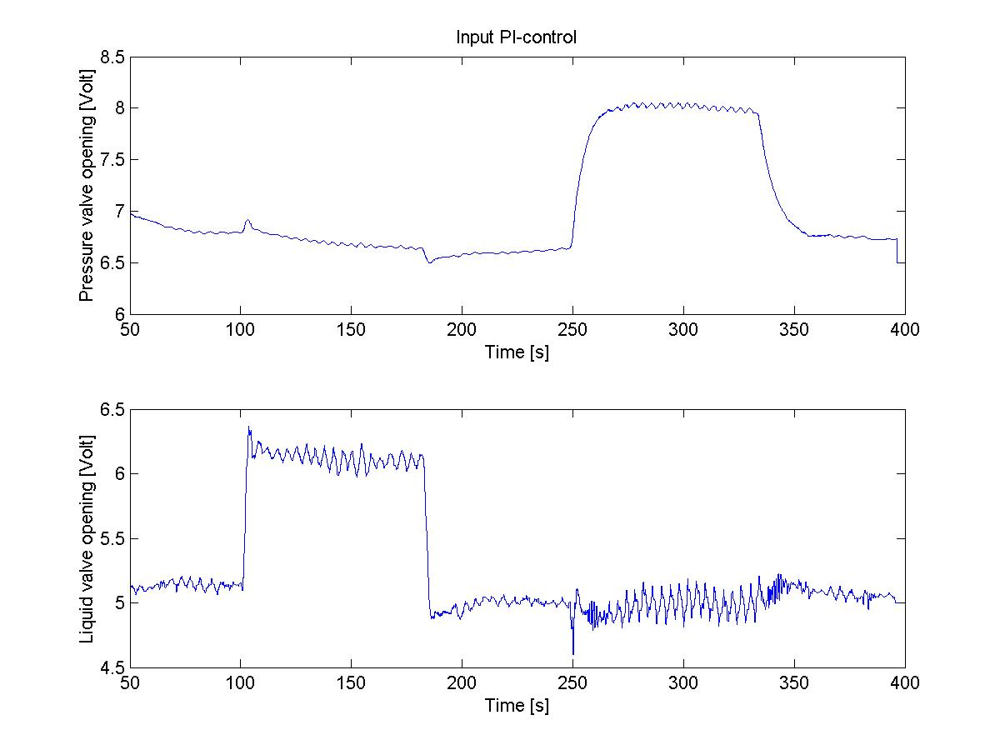 Input PI-control
Pressure valve opening [Volt]
8.5
8
7.5
7
6.5
6
50 100 150 200 250 300 350 400
Time [s]
Liquid valve opening [Volt]
6.5
6
5.5
5
4.5
50 100 150 200 250 300 350 400
Time [s]